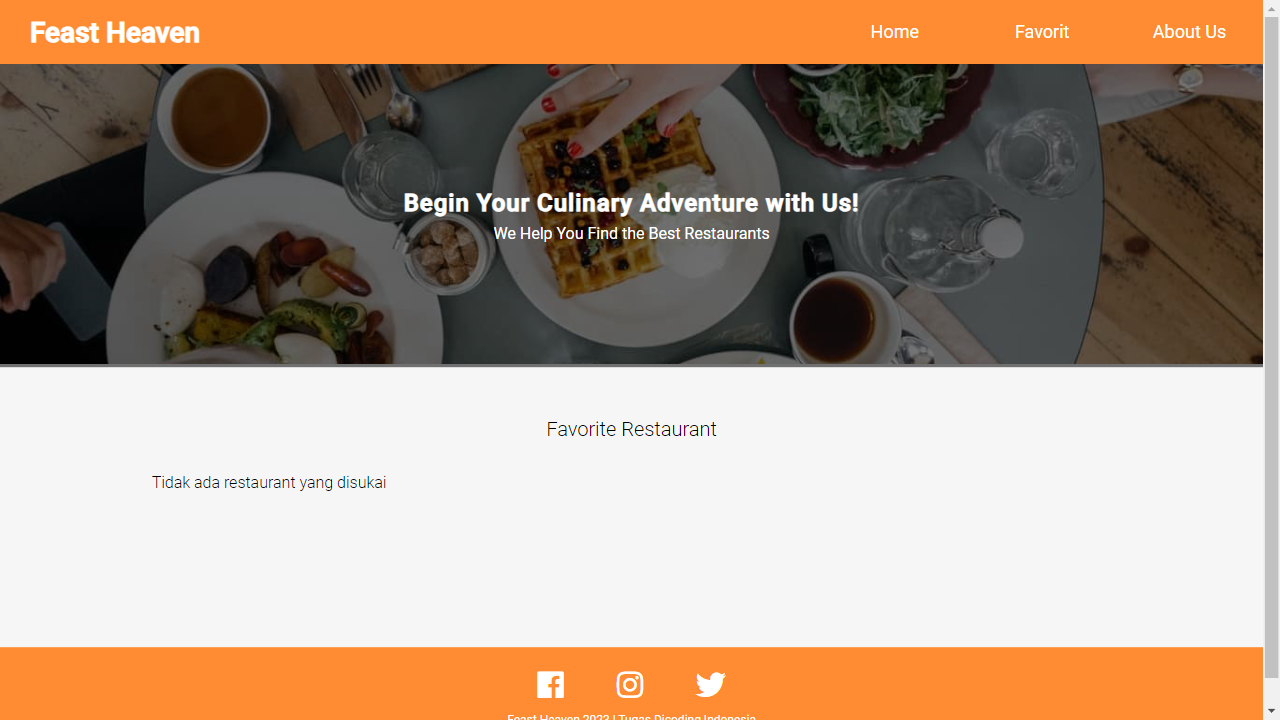 Feast Heaven
Home
Favorit
About Us
Begin Your Culinary Adventure with Us!
We Help You Find the Best Restaurants
Favorite Restaurant
Tidak ada restaurant yang disukai
Feast Heaven 2023 | Tugas Dicoding Indonesia